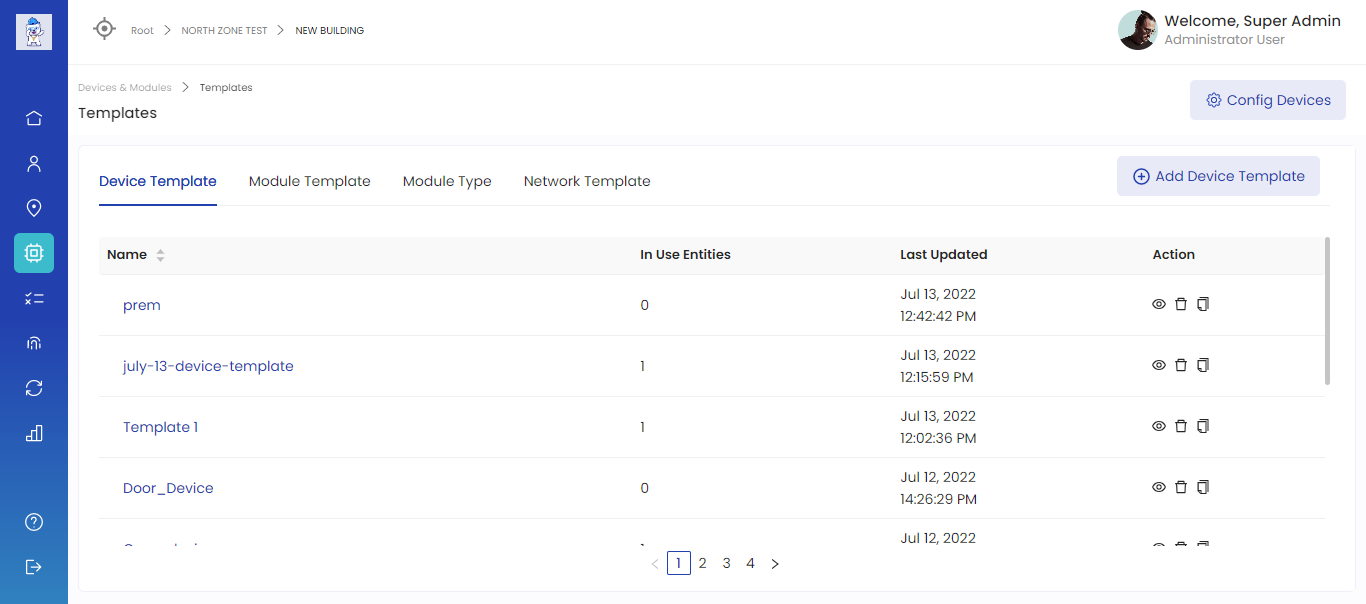 Root > NORTH ZONE TEST > NEW BUILDING
Welcome, Super Admin
Administrator User
Devices & Modules > Templates
Templates
Config Devices
Device Template Module Template Module Type Network Template
Add Device Template
Name In Use Entities Last Updated Action
prem 0 Jul 13, 2022
12:42:42 PM
july-13-device-template 1 Jul 13, 2022
12:15:59 PM
Template 1 1 Jul 13, 2022
12:02:36 PM
Door_Device 0 Jul 12, 2022
14:26:29 PM
Jul 12, 2022
< 1 2 3 4 >